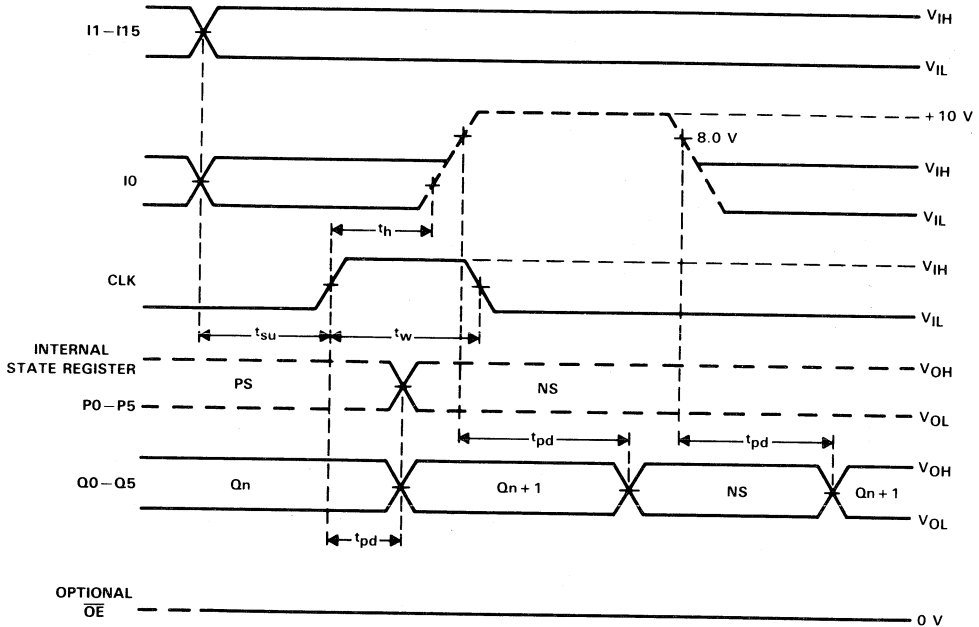 I1–I15
VIH
VIL
+10 V
8.0 V
I0
VIH
VIL
th
CLK
VIH
VIL
tsu
tw
INTERNAL
STATE REGISTER
P0–P5
PS
NS
VOH
VOL
tpd
tpd
Q0–Q5
Qn
Qn + 1
NS
Qn + 1
VOH
VOL
tpd
OPTIONAL
OE
0 V